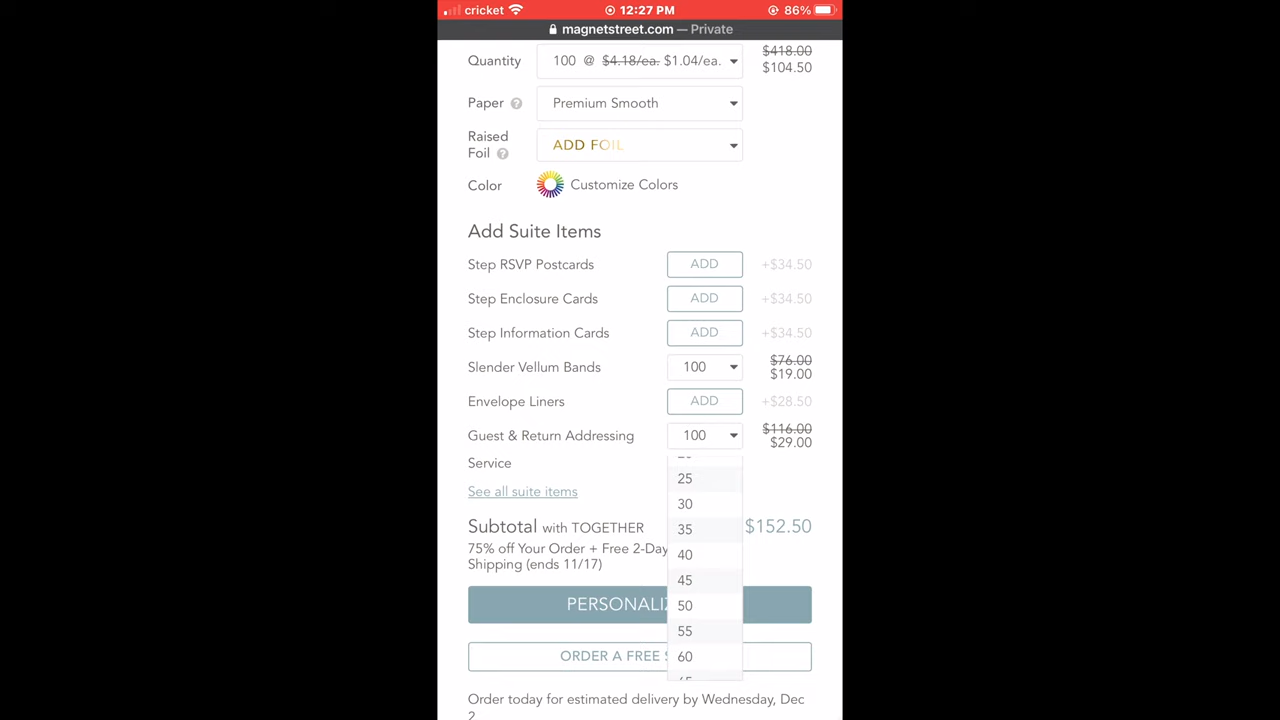 cricket 12:27 PM 86%
magnetstreet.com — Private
Quantity 100 @ $4.18/ea. $1.04/ea. $418.00
$104.50
Paper ? Premium Smooth
Raised
Foil ? ADD FOIL
Color Customize Colors
Add Suite Items
Step RSVP Postcards ADD +$34.50
Step Enclosure Cards ADD +$34.50
Step Information Cards ADD +$34.50
Slender Vellum Bands 100 $76.00
$19.00
Envelope Liners ADD +$28.50
Guest & Return Addressing 100 $116.00
$29.00
Service
25
See all suite items
30
Subtotal with TOGETHER $152.50
35
75% off Your Order + Free 2-Day
40
Shipping (ends 11/17)
45
PERSONALIZ
50
55
ORDER A FREE
60
Order today for estimated delivery by Wednesday, Dec
2